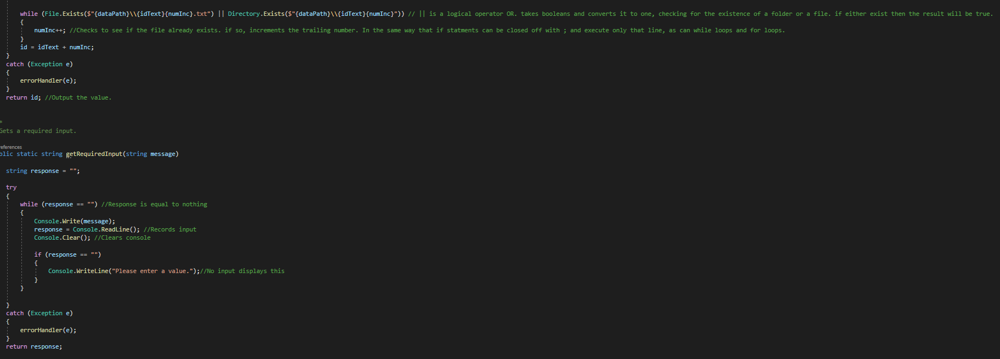 while (File.Exists($"{dataPath}\\{idText}{numInc}.txt") || Directory.Exists($"{dataPath}\\{idText}{numInc}")) // || is a logical operator OR. takes booleans and converts it to one, checking for the existence of a folder or a file. if either exist then the result will be true.
{
numInc++; //Checks to see if the file already exists. if so, increments the trailing number. In the same way that if statments can be closed off with ; and execute only that line, as can while loops and for loops.
}
id = idText + numInc;
}
catch (Exception e)
{
errorHandler(e);
}
return id; //Output the value.
*
Gets a required input.
references
blic static string getRequiredInput(string message)
string response = "";
try
{
while (response == "") //Response is equal to nothing
{
Console.Write(message);
response = Console.ReadLine(); //Records input
Console.Clear(); //Clears console
if (response == "")
{
Console.WriteLine("Please enter a value.");//No input displays this
}
}
}
catch (Exception e)
{
errorHandler(e);
}
return response;